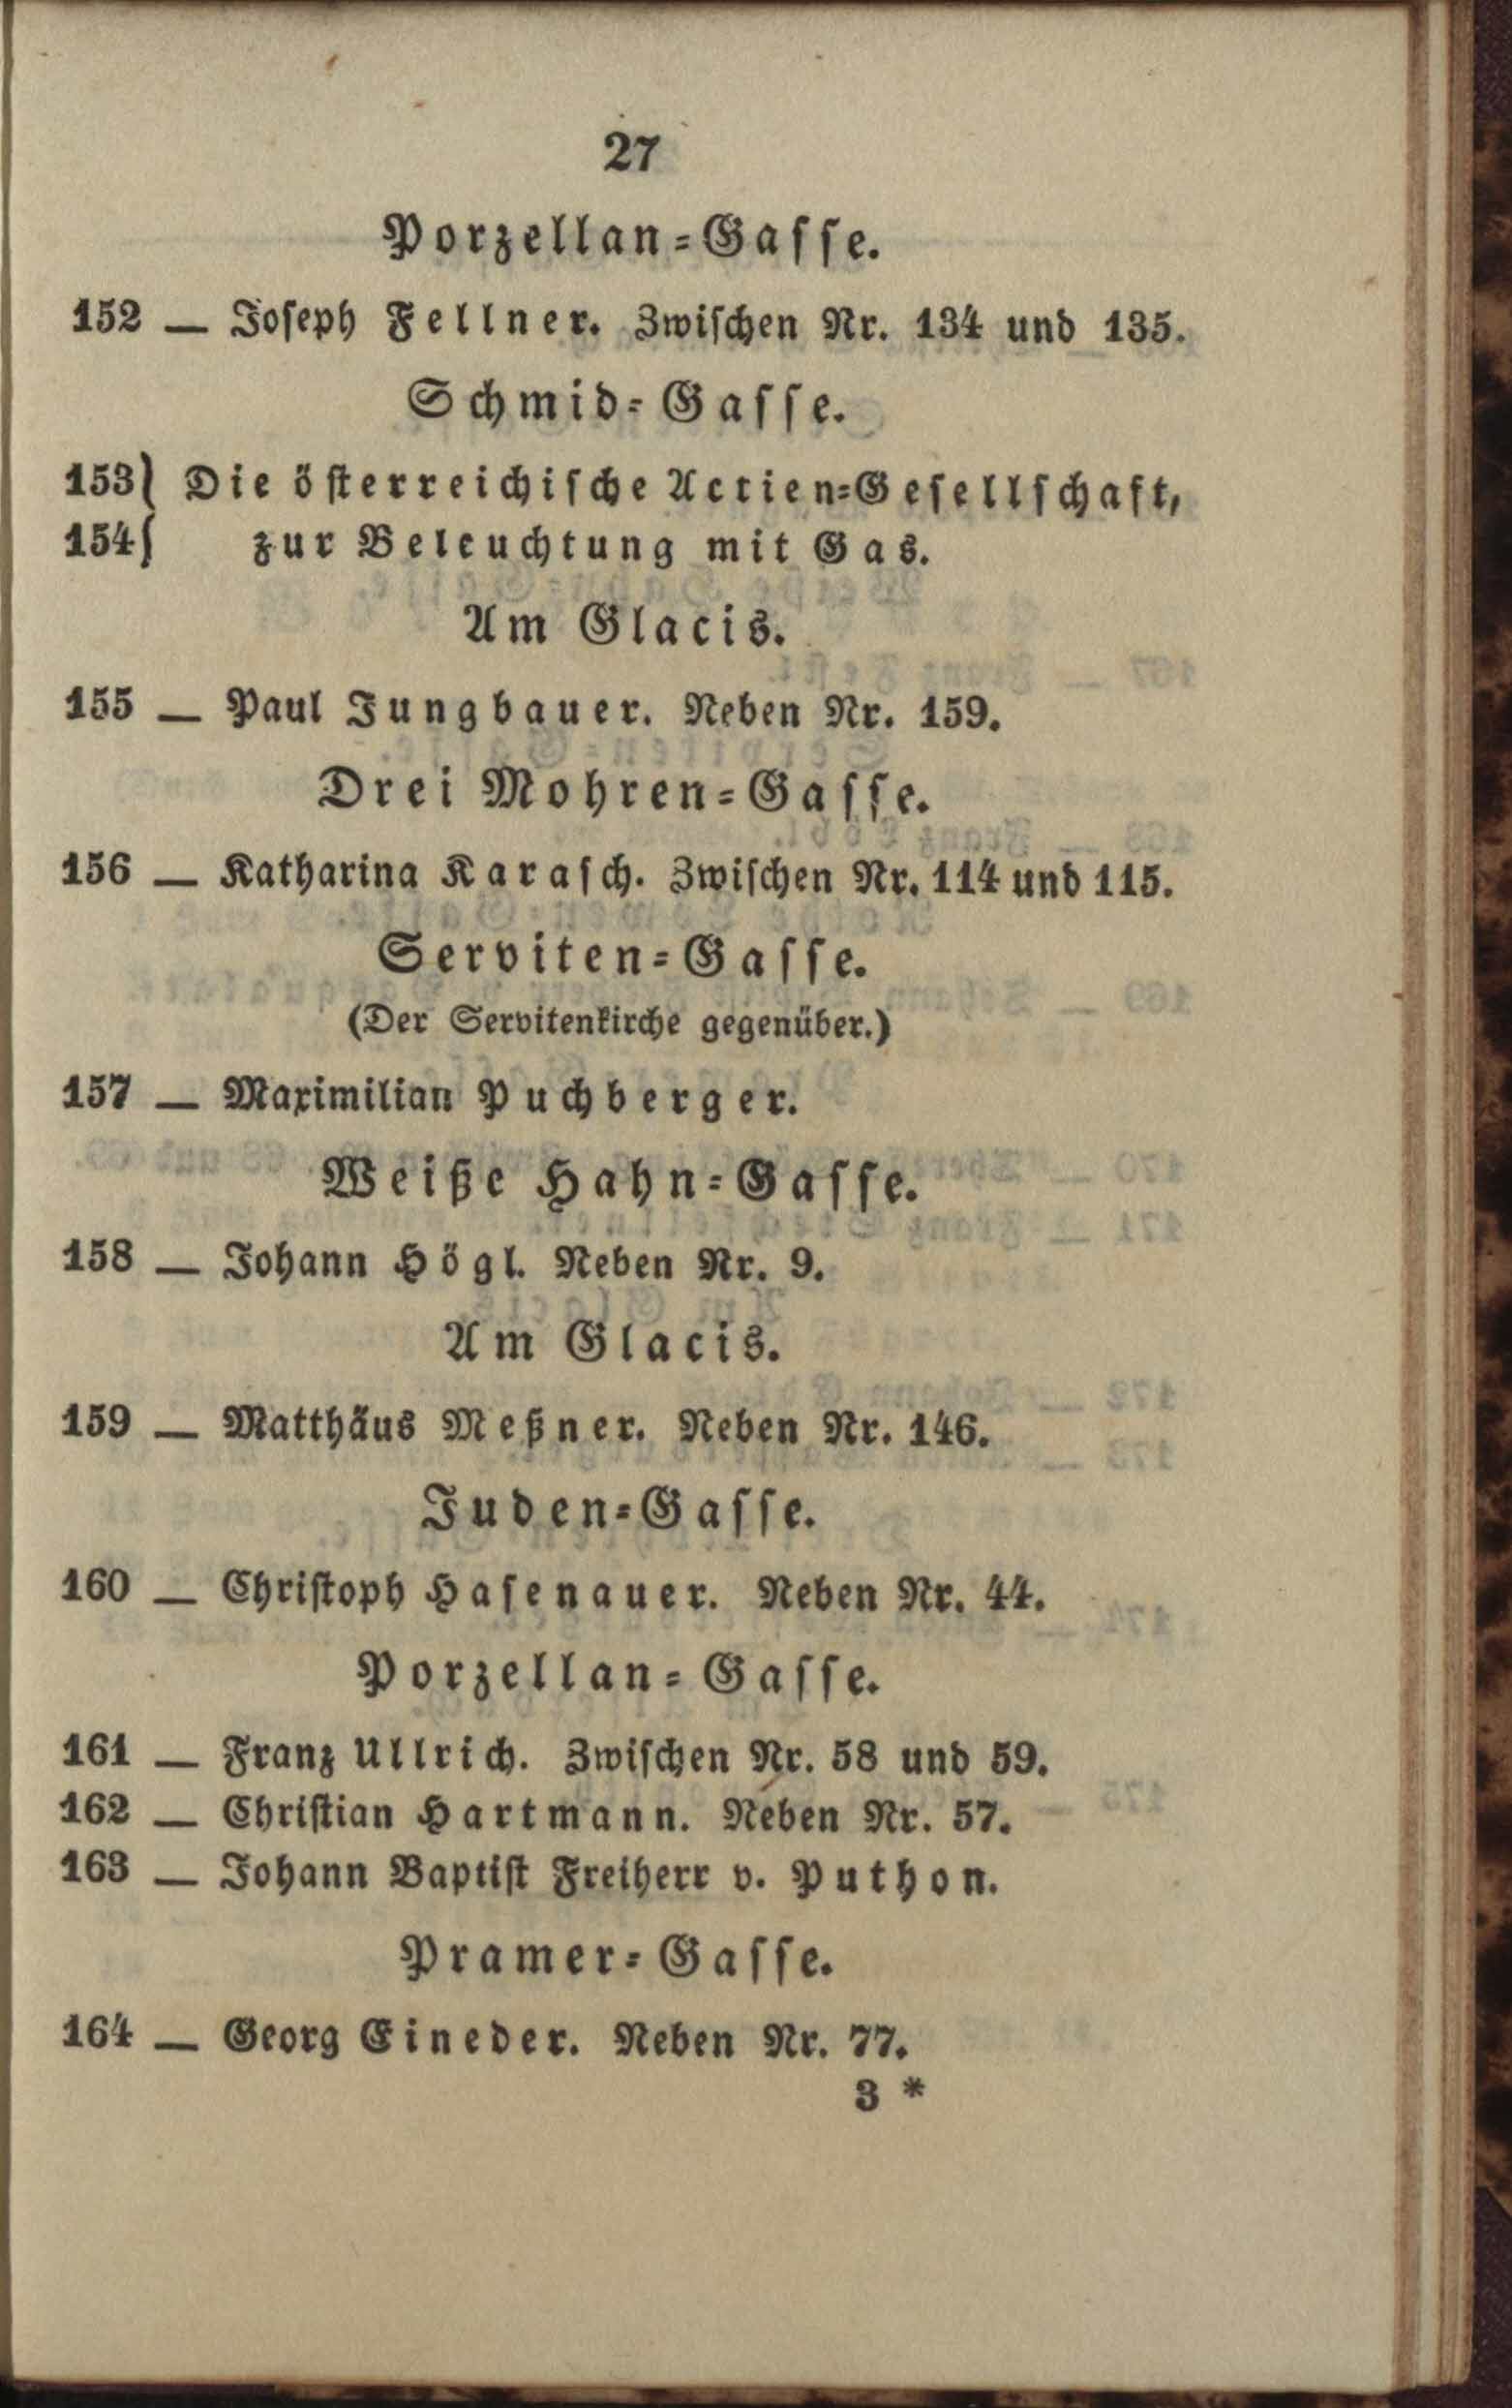 27
Porzellan-Gasse.
152 — Joseph Fellner. Zwischen Nr. 134 und 135.
Schmid-Gasse.
153} Die österreichische Actien-Gesellschaft,
154} zur Beleuchtung mit Gas.
Am Glacis.
155 — Paul Jungbauer. Neben Nr. 159.
Drei Mohren-Gasse.
156 — Katharina Karasch. Zwischen Nr. 114 und 115.
Serviten-Gasse.
(Der Servitenkirche gegenüber.)
157 — Maximilian Puchberger.
Weiße Hahn-Gasse.
158 — Johann Högl. Neben Nr. 9.
Am Glacis.
159 — Matthäus Meßner. Neben Nr. 146.
Juden-Gasse.
160 — Christoph Hasenauer. Neben Nr. 44.
Porzellan-Gasse.
161 — Franz Ullrich. Zwischen Nr. 58 und 59.
162 — Christian Hartmann. Neben Nr. 57.
163 — Johann Baptist Freiherr v. Puthon.
Pramer-Gasse.
164 — Georg Eineder. Neben Nr. 77.
3 *